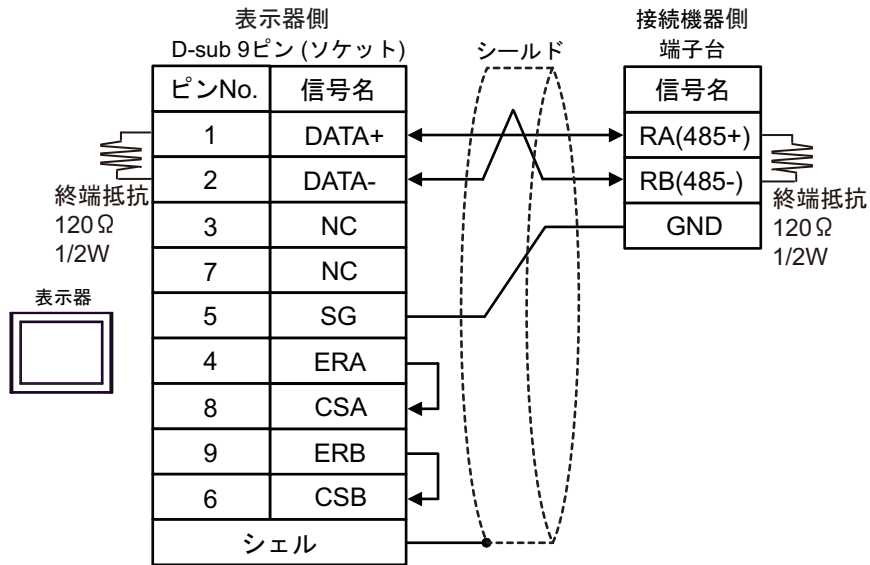 表示器側
D-sub 9ピン (ソケット)
シールド
接続機器側
端子台
ピンNo. 信号名
信号名
1 DATA+
RA(485+)
2 DATA-
RB(485-)
3 NC
GND
7 NC
5 SG
4 ERA
8 CSA
9 ERB
6 CSB
シェル
終端抵抗
120Ω
1/2W
表示器
終端抵抗
120Ω
1/2W